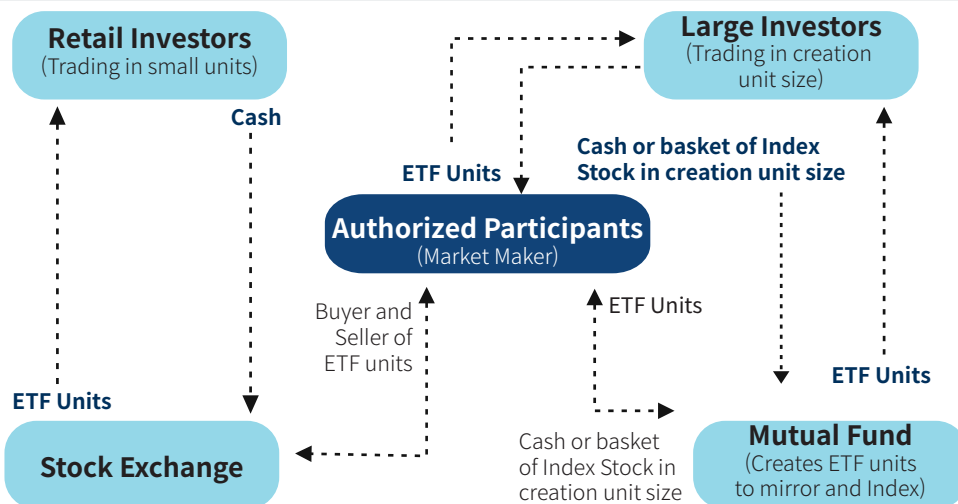 Retail Investors
(Trading in small units)
Large Investors
(Trading in creation
unit size)
Cash
ETF Units
Cash or basket of Index
Stock in creation unit size
Authorized Participants
(Market Maker)
Buyer and
Seller of
ETF units
ETF Units
ETF Units
ETF Units
Stock Exchange
Cash or basket
of Index Stock in
creation unit size
Mutual Fund
(Creates ETF units
to mirror and Index)